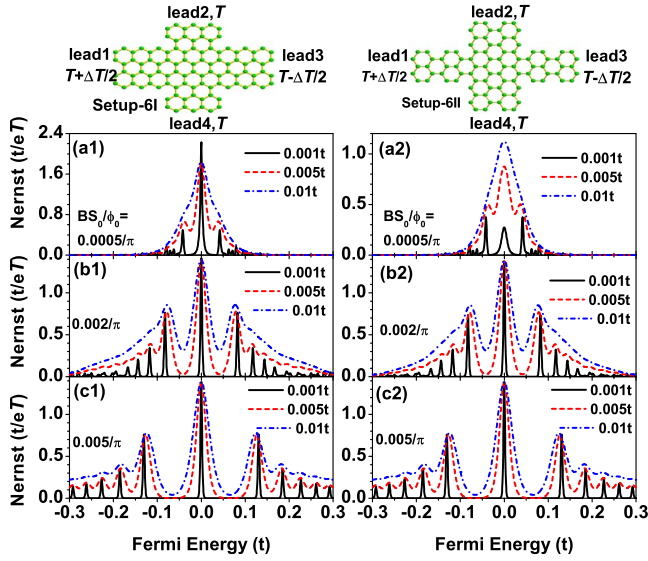 lead2,T
lead1
lead3
T+ΔT/2
T-ΔT/2
Setup-6I
lead4,T
lead2,T
lead1
lead3
T+ΔT/2
T-ΔT/2
Setup-6II
lead4,T
Nernst (t/eT)
2.4
1.8
1.2
0.6
0.0
(a1)
0.001t
0.005t
0.01t
BS₀/ϕ₀=
0.0005/π
Nernst (t/eT)
1.0
0.5
0.0
(a2)
0.001t
0.005t
0.01t
BS₀/ϕ₀=
0.0005/π
Nernst (t/eT)
1.0
0.5
0.0
(b1)
0.001t
0.005t
0.01t
0.002/π
1.0
0.5
0.0
(b2)
0.001t
0.005t
0.01t
0.002/π
Nernst (t/eT)
1.0
0.5
0.0
(c1)
0.001t
0.005t
0.01t
0.005/π
1.0
0.5
0.0
(c2)
0.001t
0.005t
0.01t
0.005/π
-0.3 -0.2 -0.1 0.0 0.1 0.2 -0.3 -0.2 -0.1 0.0 0.1 0.2 0.3
Fermi Energy (t)
Fermi Energy (t)